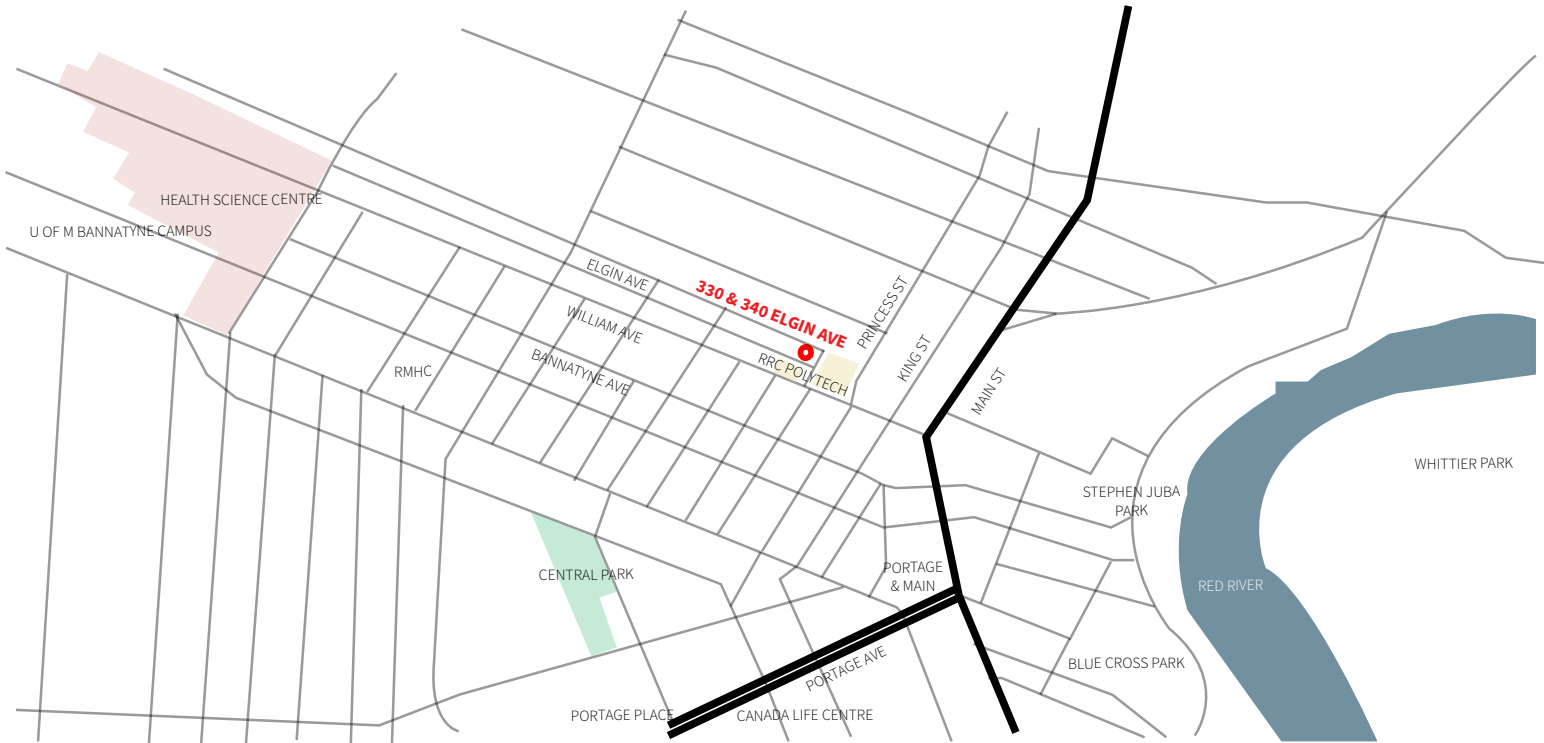 HEALTH SCIENCE CENTRE
U OF M BANNATYNE CAMPUS
ELGIN AVE
330 & 340 ELGIN AVE
PRINCESS ST
WILLIAM AVE
KING ST
BANNATYNE AVE
RRC POLYTECH
RMHC
MAIN ST
WHITTIER PARK
STEPHEN JUBA
PARK
CENTRAL PARK
PORTAGE
& MAIN
RED RIVER
PORTAGE AVE
BLUE CROSS PARK
PORTAGE PLACE
CANADA LIFE CENTRE